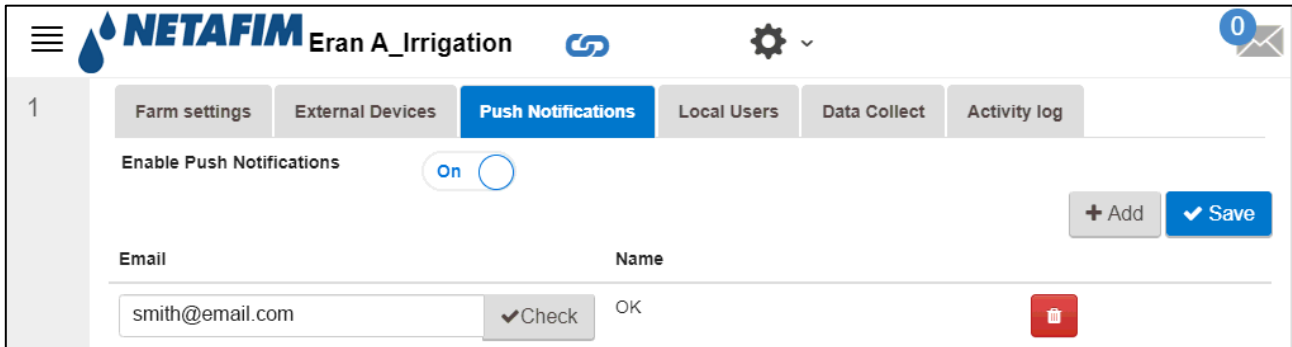 NETAFIM Eran A_Irrigation 0
1 Farm settings External Devices Push Notifications Local Users Data Collect Activity log
Enable Push Notifications On
Add Save
Email Name
smith@email.com Check OK